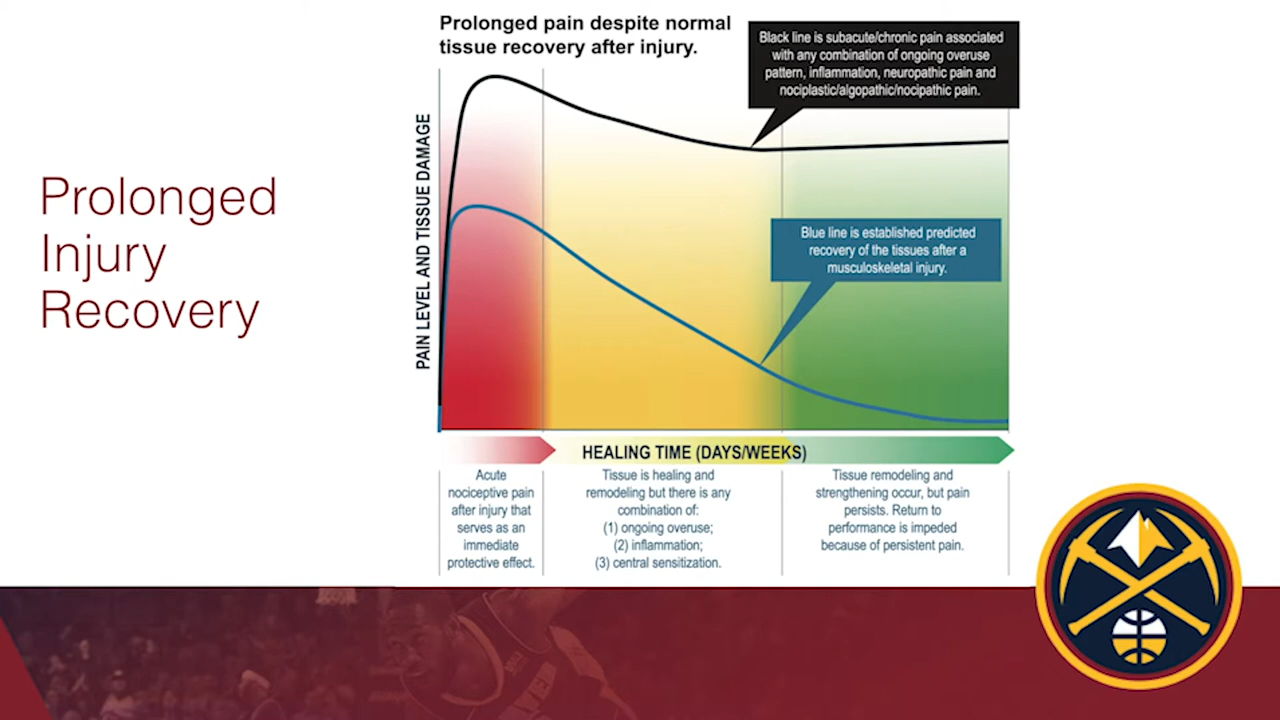 Prolonged
Injury
Recovery
Prolonged pain despite normal
tissue recovery after injury.
Black line is subacute/chronic pain associated
with any combination of ongoing overuse
pattern, inflammation, neuropathic pain and
nociplastic/algopathic/nocipathic pain.
PAIN LEVEL AND TISSUE DAMAGE
Blue line is established predicted
recovery of the tissues after a
musculoskeletal injury.
HEALING TIME (DAYS/WEEKS)
Acute
nociceptive pain
after injury that
serves as an
immediate
protective effect.
Tissue is healing and
remodeling but there is any
combination of:
(1) ongoing overuse;
(2) inflammation;
(3) central sensitization.
Tissue remodeling and
strengthening occur, but pain
persists. Return to
performance is impeded
because of persistent pain.